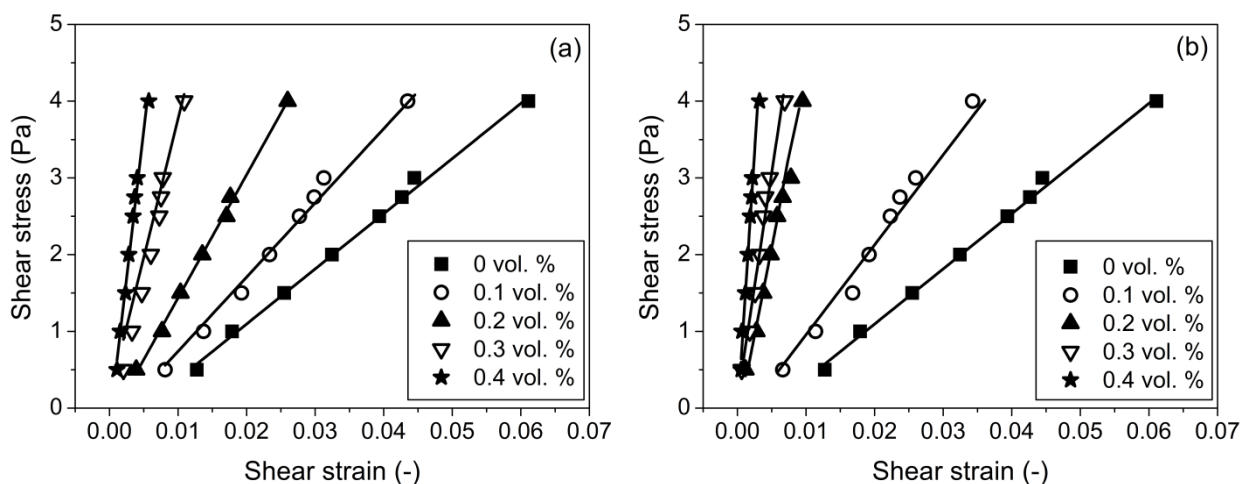 (a)
Shear stress (Pa)
5
4
3
2
1
0
0 vol. %
0.1 vol. %
0.2 vol. %
0.3 vol. %
0.4 vol. %
0.00 0.01 0.02 0.03 0.04 0.05 0.06 0.07
Shear strain (-)
(b)
Shear stress (Pa)
5
4
3
2
1
0
0 vol. %
0.1 vol. %
0.2 vol. %
0.3 vol. %
0.4 vol. %
0.00 0.01 0.02 0.03 0.04 0.05 0.06 0.07
Shear strain (-)